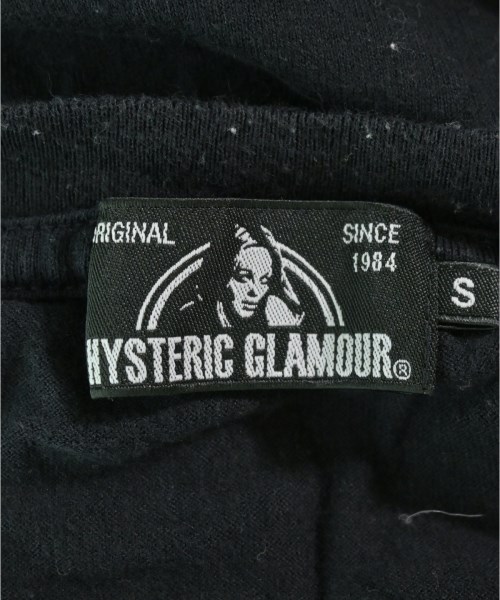 ORIGINAL
SINCE
1984
HYSTERIC GLAMOUR®
S